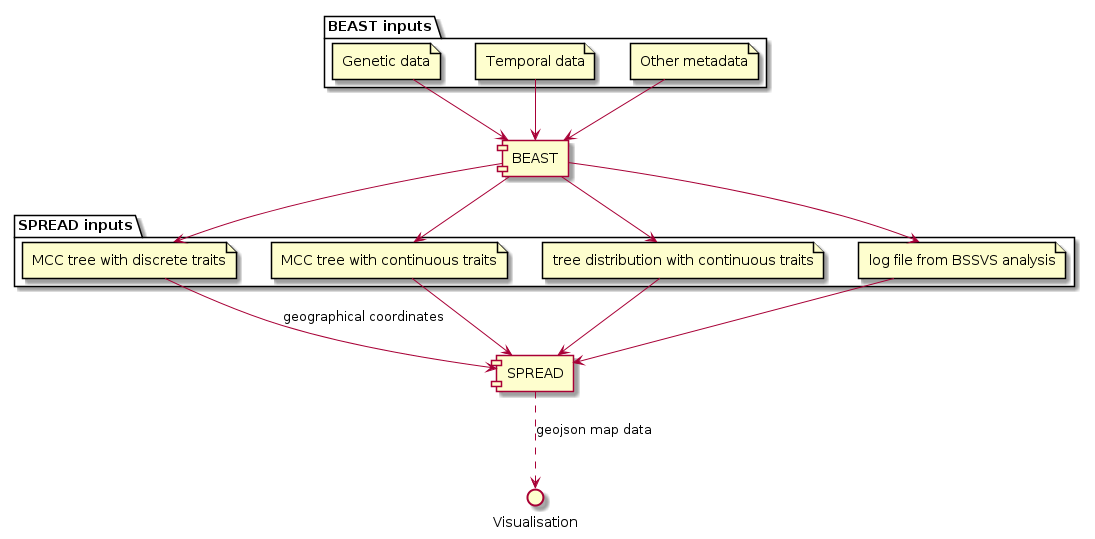 BEAST inputs
Genetic data
Temporal data
Other metadata
BEAST
SPREAD inputs
MCC tree with discrete traits
MCC tree with continuous traits
tree distribution with continuous traits
log file from BSSVS analysis
geographical coordinates
SPREAD
geojson map data
Visualisation